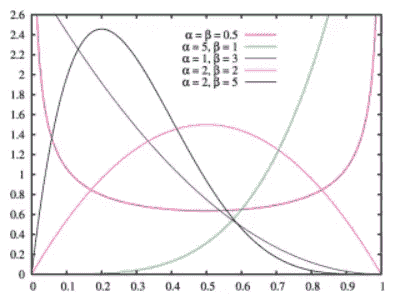 2.6
2.4
2.2
2
1.8
1.6
1.4
1.2
1
0.8
0.6
0.4
0.2
0
α = β = 0.5
α = 5, β = 1
α = 1, β = 3
α = 2, β = 2
α = 2, β = 5
0 0.1 0.2 0.3 0.4 0.5 0.6 0.7 0.8 0.9 1